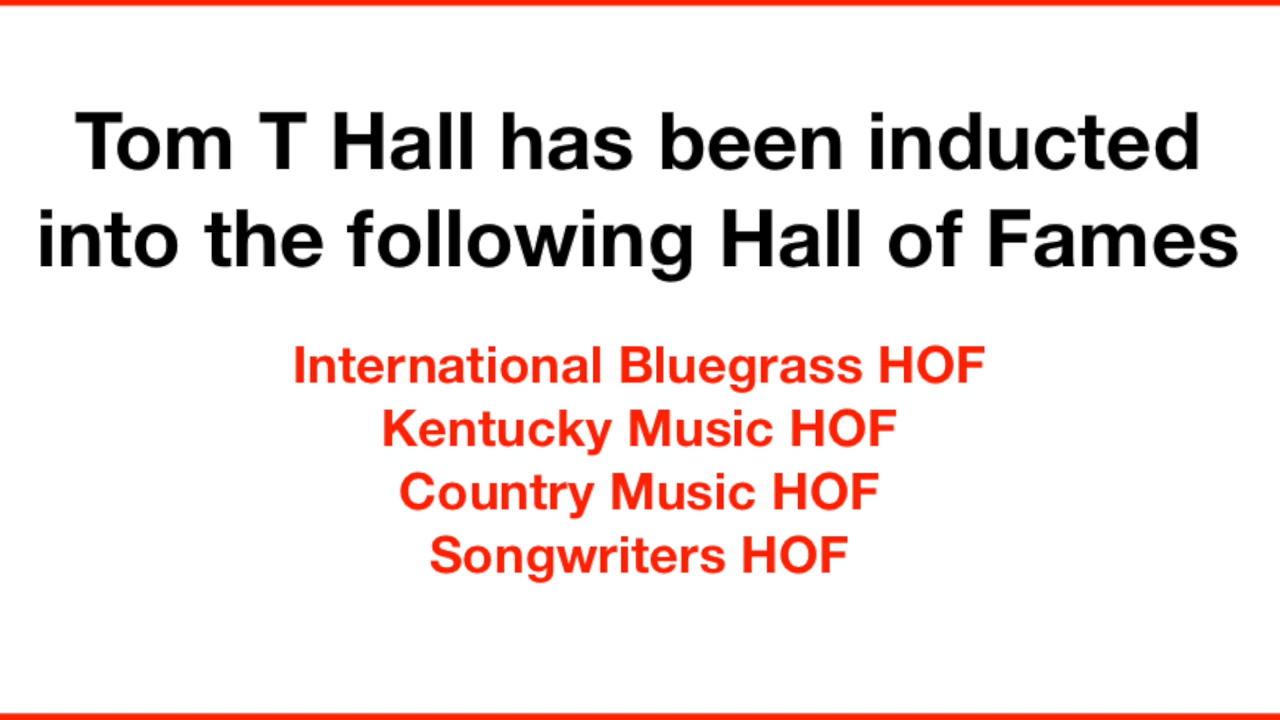 Tom T Hall has been inducted
into the following Hall of Fames
International Bluegrass HOF
Kentucky Music HOF
Country Music HOF
Songwriters HOF